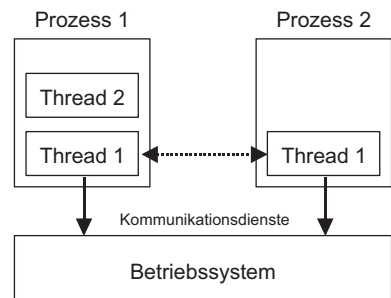 Prozess 1
Prozess 2
Thread 2
Thread 1
Thread 1
Kommunikationsdienste
Betriebssystem